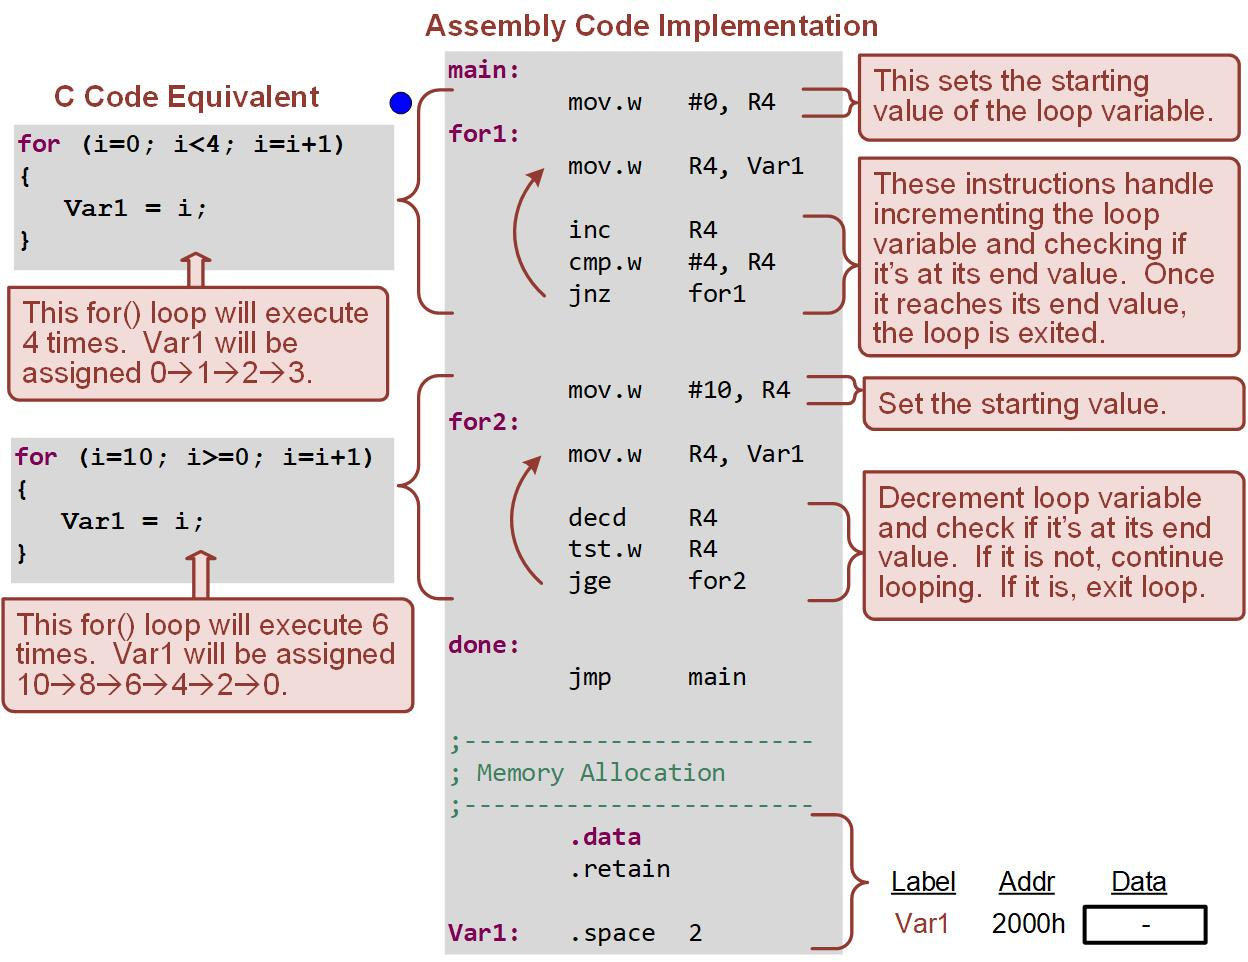 Assembly Code Implementation
C Code Equivalent
for (i=0; i<4; i=i+1)
{
Var1 = i;
}
This for() loop will execute
4 times. Var1 will be
assigned 0→1→2→3.
for (i=10; i>=0; i=i+1)
{
Var1 = i;
}
This for() loop will execute 6
times. Var1 will be assigned
10→8→6→4→2→0.
main:
mov.w #0, R4
for1:
mov.w R4, Var1
inc R4
cmp.w #4, R4
jnz for1
mov.w #10, R4
for2:
mov.w R4, Var1
decd R4
tst.w R4
jge for2
done:
jmp main
;------------------------
; Memory Allocation
;------------------------
.data
.retain
Var1: .space 2
This sets the starting
value of the loop variable.
These instructions handle
incrementing the loop
variable and checking if
it's at its end value. Once
it reaches its end value,
the loop is exited.
Set the starting value.
Decrement loop variable
and check if it's at its end
value. If it is not, continue
looping. If it is, exit loop.
Label Addr Data
Var1 2000h -